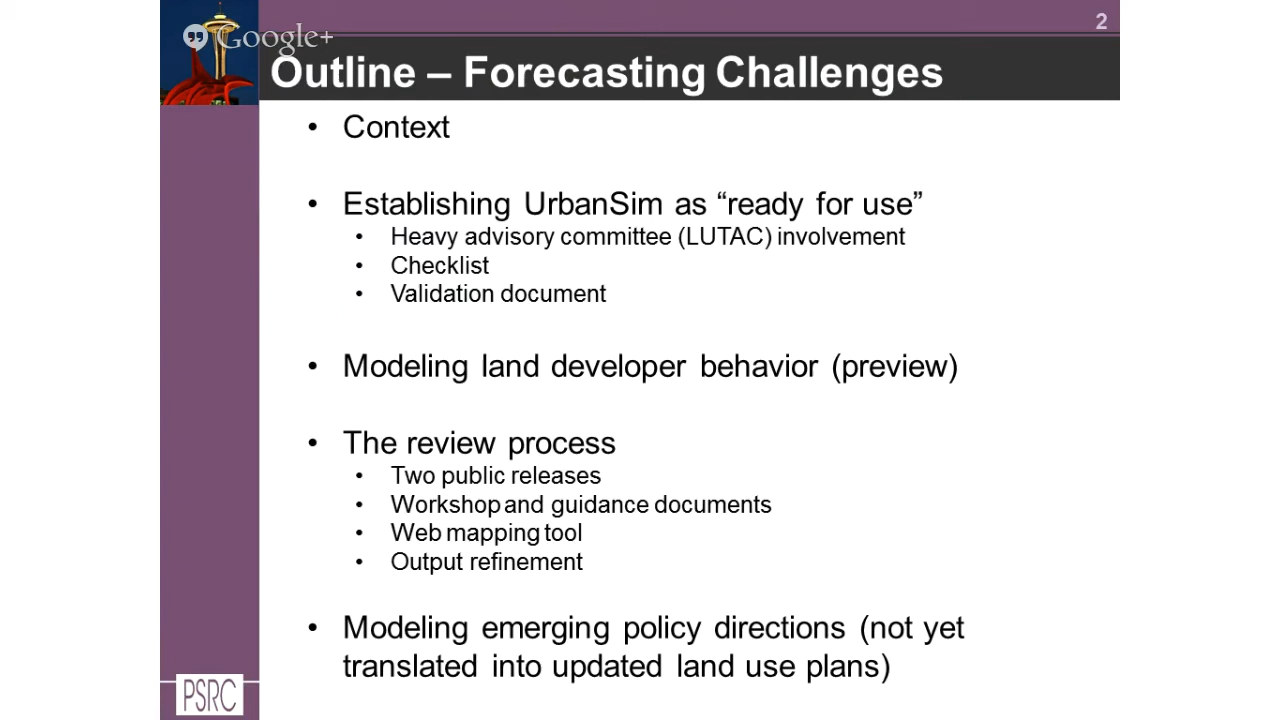 2
Google+
Outline – Forecasting Challenges
• Context
• Establishing UrbanSim as “ready for use”
• Heavy advisory committee (LUTAC) involvement
• Checklist
• Validation document
• Modeling land developer behavior (preview)
• The review process
• Two public releases
• Workshop and guidance documents
• Web mapping tool
• Output refinement
• Modeling emerging policy directions (not yet
translated into updated land use plans)
PSRC